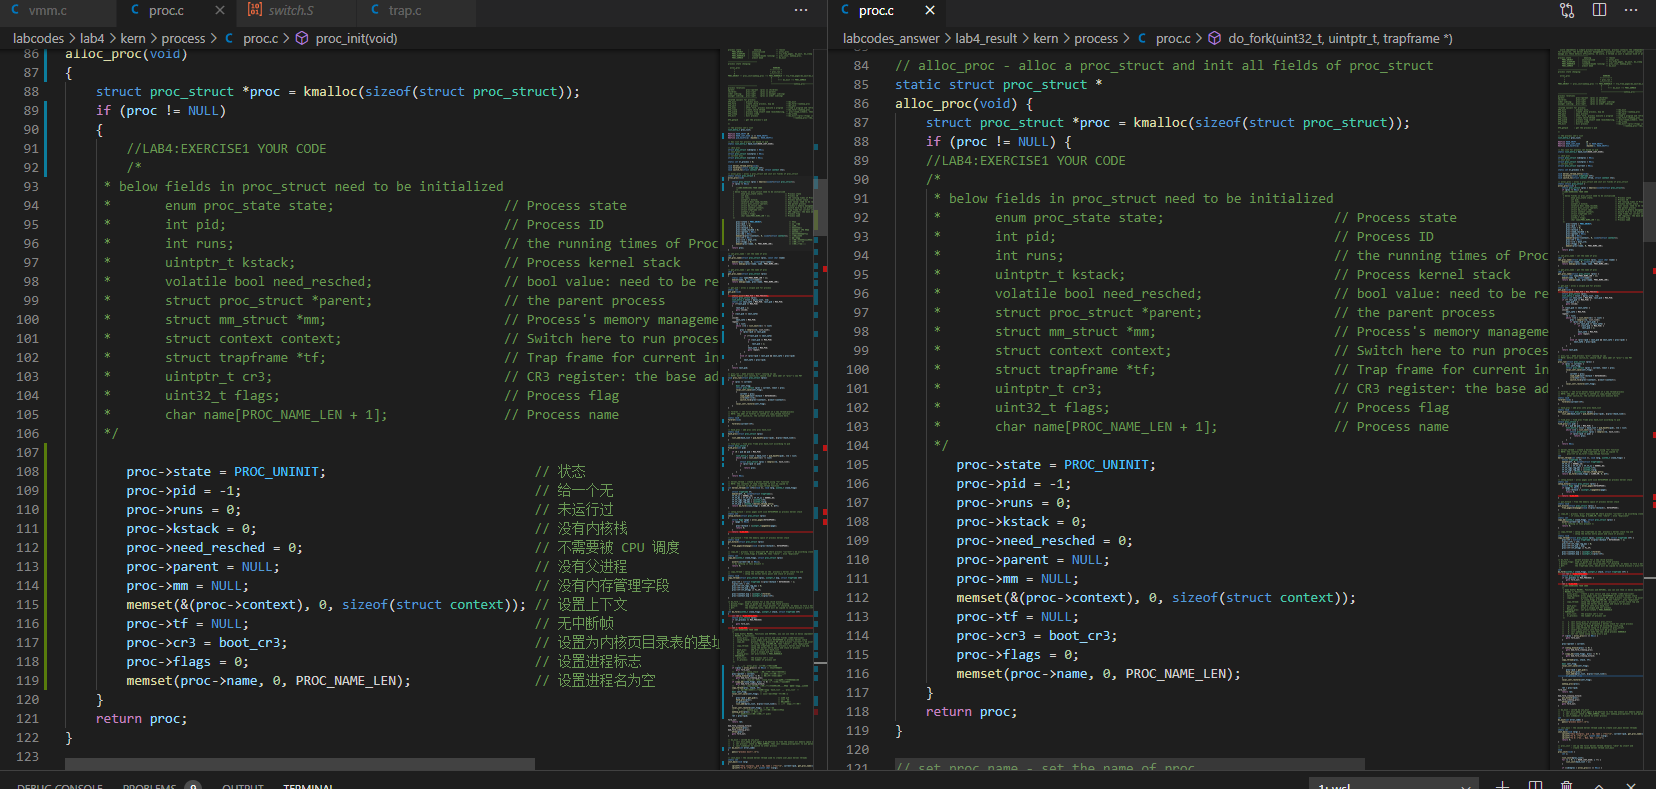 vmm.c
proc.c
switch.S
trap.c
labcodes > lab4 > kern > process > C proc.c > proc_init(void)
86 alloc_proc(void)
87 {
88 struct proc_struct *proc = kmalloc(sizeof(struct proc_struct));
89 if (proc != NULL)
90 {
91 //LAB4:EXERCISE1 YOUR CODE
92 /*
93 * below fields in proc_struct need to be initialized
94 * enum proc_state state; // Process state
95 * int pid; // Process ID
96 * int runs; // the running times of Proc
97 * uintptr_t kstack; // Process kernel stack
98 * volatile bool need_resched; // bool value: need to be re
99 * struct proc_struct *parent; // the parent process
100 * struct mm_struct *mm; // Process's memory manageme
101 * struct context context; // Switch here to run proces
102 * struct trapframe *tf; // Trap frame for current in
103 * uintptr_t cr3; // CR3 register: the base ad
104 * uint32_t flags; // Process flag
105 * char name[PROC_NAME_LEN + 1]; // Process name
106 */
107
108 proc->state = PROC_UNINIT; // 状态
109 proc->pid = -1; // 给一个无
110 proc->runs = 0; // 未运行过
111 proc->kstack = 0; // 没有内核栈
112 proc->need_resched = 0; // 不需要被 CPU 调度
113 proc->parent = NULL; // 没有父进程
114 proc->mm = NULL; // 没有内存管理字段
115 memset(&(proc->context), 0, sizeof(struct context)); // 设置上下文
116 proc->tf = NULL; // 无中断帧
117 proc->cr3 = boot_cr3; // 设置为内核页目录表的基址
118 proc->flags = 0; // 设置进程标志
119 memset(proc->name, 0, PROC_NAME_LEN); // 设置进程名为空
120 }
121 return proc;
122 }
123
proc.c
labcodes_answer > lab4_result > kern > process > C proc.c > do_fork(uint32_t, uintptr_t, trapframe *)
84 // alloc_proc - alloc a proc_struct and init all fields of proc_struct
85 static struct proc_struct *
86 alloc_proc(void) {
87 struct proc_struct *proc = kmalloc(sizeof(struct proc_struct));
88 if (proc != NULL) {
89 //LAB4:EXERCISE1 YOUR CODE
90 /*
91 * below fields in proc_struct need to be initialized
92 * enum proc_state state; // Process state
93 * int pid; // Process ID
94 * int runs; // the running times of Proc
95 * uintptr_t kstack; // Process kernel stack
96 * volatile bool need_resched; // bool value: need to be re
97 * struct proc_struct *parent; // the parent process
98 * struct mm_struct *mm; // Process's memory manageme
99 * struct context context; // Switch here to run proces
100 * struct trapframe *tf; // Trap frame for current in
101 * uintptr_t cr3; // CR3 register: the base ad
102 * uint32_t flags; // Process flag
103 * char name[PROC_NAME_LEN + 1]; // Process name
104 */
105 proc->state = PROC_UNINIT;
106 proc->pid = -1;
107 proc->runs = 0;
108 proc->kstack = 0;
109 proc->need_resched = 0;
110 proc->parent = NULL;
111 proc->mm = NULL;
112 memset(&(proc->context), 0, sizeof(struct context));
113 proc->tf = NULL;
114 proc->cr3 = boot_cr3;
115 proc->flags = 0;
116 memset(proc->name, 0, PROC_NAME_LEN);
117 }
118 return proc;
119 }
120
121 // set_proc_name - set the name of proc
DEBUG CONSOLE PROBLEMS 9 OUTPUT TERMINAL
1: wsl